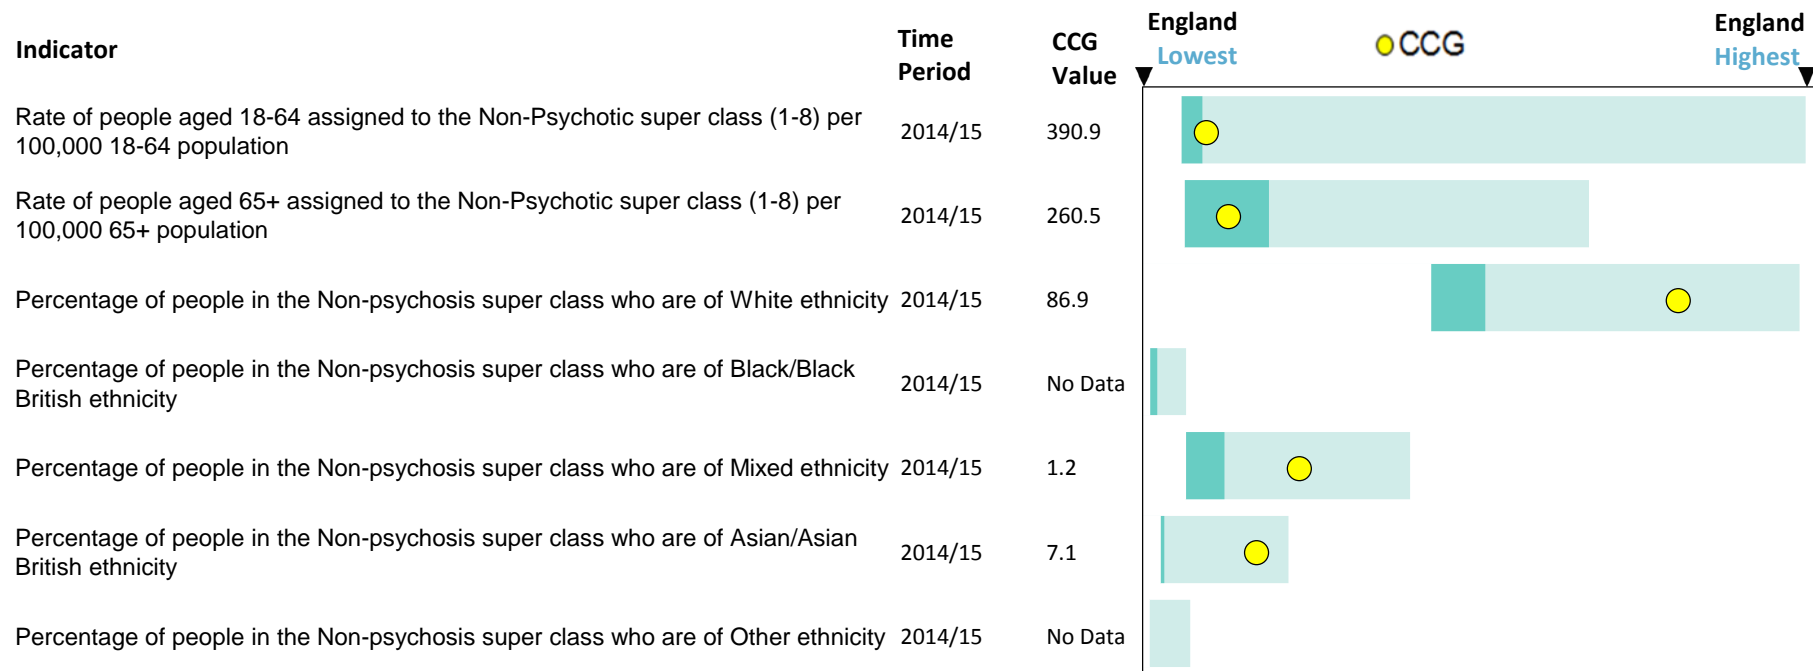 Indicator
Time Period
CCG Value
England Lowest
CCG
England Highest
Rate of people aged 18-64 assigned to the Non-Psychotic super class (1-8) per
100,000 18-64 population
2014/15
390.9
Rate of people aged 65+ assigned to the Non-Psychotic super class (1-8) per
100,000 65+ population
2014/15
260.5
Percentage of people in the Non-psychosis super class who are of White ethnicity
2014/15
86.9
Percentage of people in the Non-psychosis super class who are of Black/Black
British ethnicity
2014/15
No Data
Percentage of people in the Non-psychosis super class who are of Mixed ethnicity
2014/15
1.2
Percentage of people in the Non-psychosis super class who are of Asian/Asian
British ethnicity
2014/15
7.1
Percentage of people in the Non-psychosis super class who are of Other ethnicity
2014/15
No Data